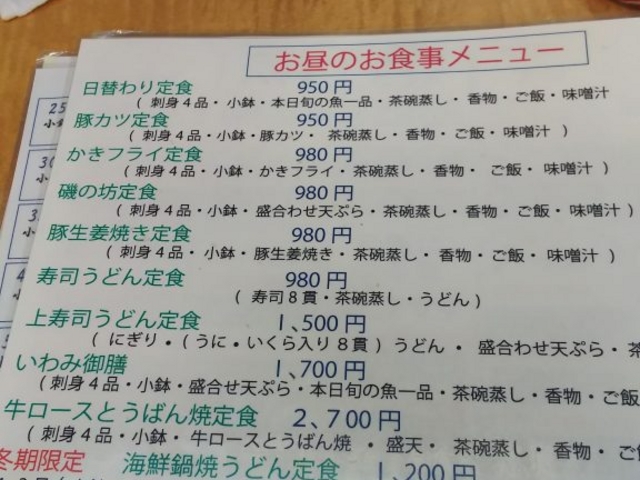 お昼のお食事メニュー
日替わり定食 950円
( 刺身4品・小鉢・本日旬の魚一品・茶碗蒸し・香物・ご飯・味噌汁
豚カツ定食 950円
( 刺身4品・小鉢・豚カツ・ 茶碗蒸し・香物・ご飯・味噌汁 )
かきフライ定食 980円
( 刺身4品・小鉢・かきフライ・茶碗蒸し・香物・ ご飯・味噌汁 )
磯の坊定食 980円
( 刺身4品・小鉢・盛合わせ天ぷら・茶碗蒸し・香物・ご飯・味噌汁 )
豚生姜焼き定食 980円
( 刺身4品・小鉢・豚生姜焼き・茶碗蒸し・香物・ご飯・味噌汁 )
寿司うどん定食 980円
( 寿司8貫・茶碗蒸し・うどん )
上寿司うどん定食 1、500円
( にぎり・(うに・いくら入り8貫) うどん・ 盛合わせ天ぷら・茶
いわみ御膳 1、700円
( 刺身4品・小鉢・盛合せ天ぷら・本日旬の魚一品・茶碗蒸し・香物・ご飯
牛ロースとうばん焼定食 2、700円
( 刺身4品・小鉢・牛ロースとうばん焼 ・盛天・ 茶碗蒸し・香物・ ご
冬期限定 海鮮鍋焼うどん定食 1、200円